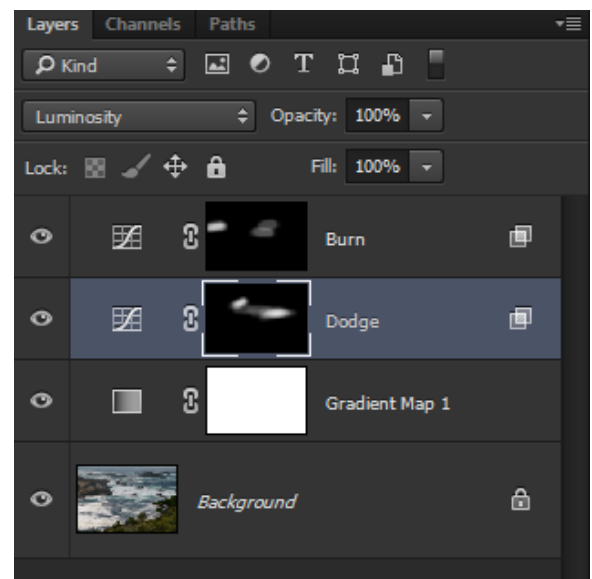 Layers Channels Paths
Kind T
Luminosity Opacity: 100%
Lock: Fill: 100%
Burn
Dodge
Gradient Map 1
Background